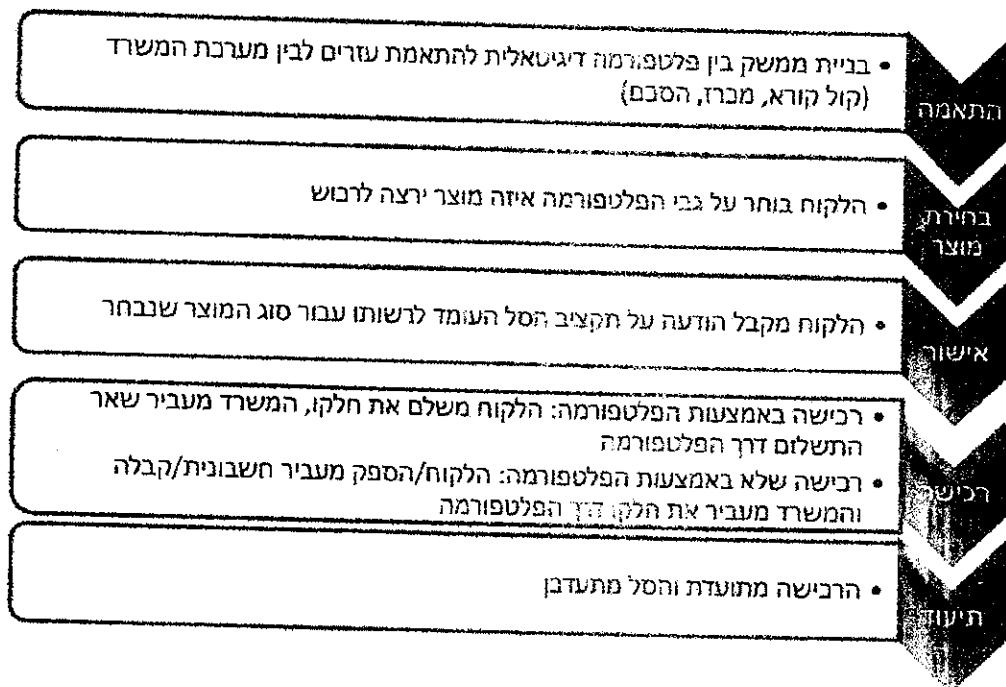 התאמה
• בניית ממשק בין פלטפורמה דיגיטאלית להתאמת עזרים לבין מערכת המשרד
(קול קורא, מכרז, הסכם)
בחירת
מוצר
• הלקוח בוחר על גבי הפלטפורמה איזה מוצר ירצה לרכוש
אישור
• הלקוח מקבל הודעה על תקציב הסל העומד לרשותו עבור סוג המוצר שנבחר
רכישה
• רכישה באמצעות הפלטפורמה: הלקוח משלם את חלקו, המשרד מעביר שאר
התשלום דרך הפלטפורמה
• רכישה שלא באמצעות הפלטפורמה: הלקוח/הספק מעביר חשבונית/קבלה
והמשרד מעביר את חלקו דרך הפלטפורמה
תיעוד
• הרכישה מתועדת והסל מתעדכן